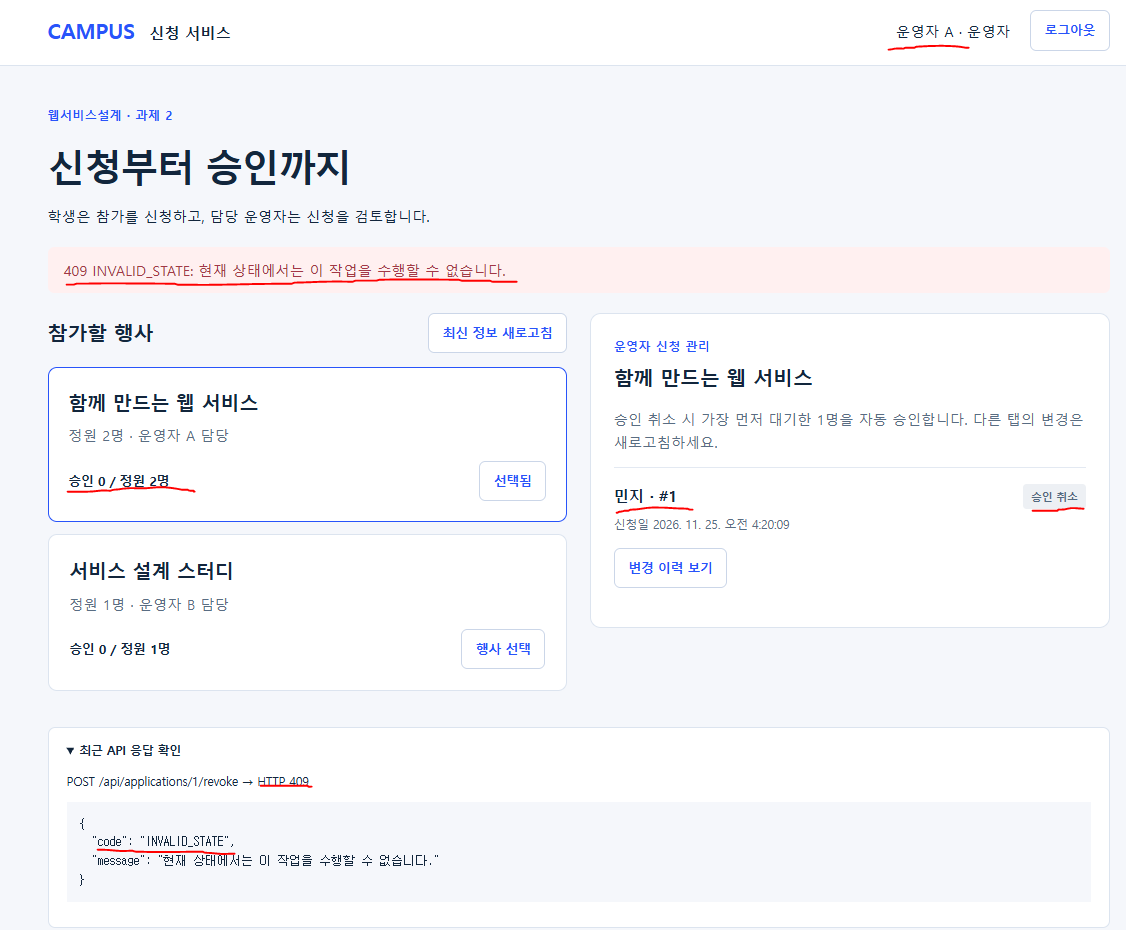 CAMPUS 신청 서비스
운영자 A · 운영자
로그아웃
웹서비스설계 · 과제 2
신청부터 승인까지
학생은 참가를 신청하고, 담당 운영자는 신청을 검토합니다.
409 INVALID_STATE: 현재 상태에서는 이 작업을 수행할 수 없습니다.
참가할 행사
최신 정보 새로고침
함께 만드는 웹 서비스
정원 2명 · 운영자 A 담당
승인 0 / 정원 2명
선택됨
서비스 설계 스터디
정원 1명 · 운영자 B 담당
승인 0 / 정원 1명
행사 선택
운영자 신청 관리
함께 만드는 웹 서비스
승인 취소 시 가장 먼저 대기한 1명을 자동 승인합니다. 다른 탭의 변경은
새로고침하세요.
민지 · #1
승인 취소
신청일 2026. 11. 25. 오전 4:20:09
변경 이력 보기
▼ 최근 API 응답 확인
POST /api/applications/1/revoke → HTTP 409
{
"code": "INVALID_STATE",
"message": "현재 상태에서는 이 작업을 수행할 수 없습니다."
}